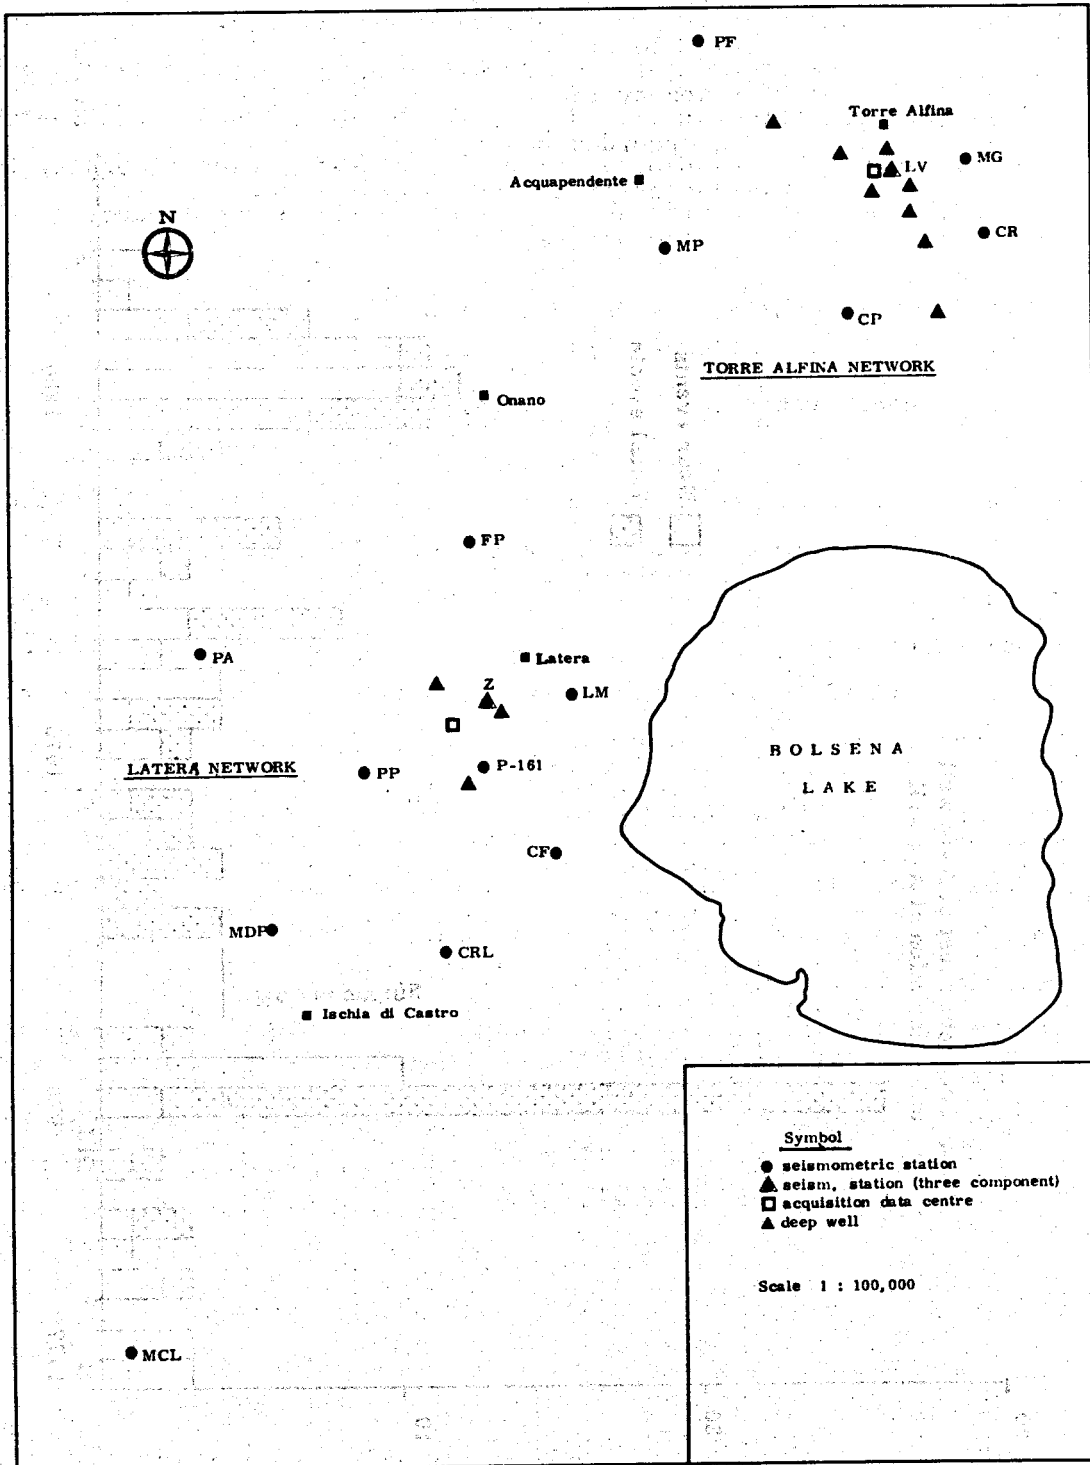 PF
Torre Alfina
MG
LV
Acquapendente
N
CR
MP
CP
TORRE ALFINA NETWORK
Onano
FP
PA
Latera
Z
LM
BOLSENA
LAKE
LATERA NETWORK
PP
P-161
CF
MDP
CRL
Ischia di Castro
Symbol
seismometric station
seism. station (three component)
acquisition data centre
deep well
Scale 1 : 100,000
MCL